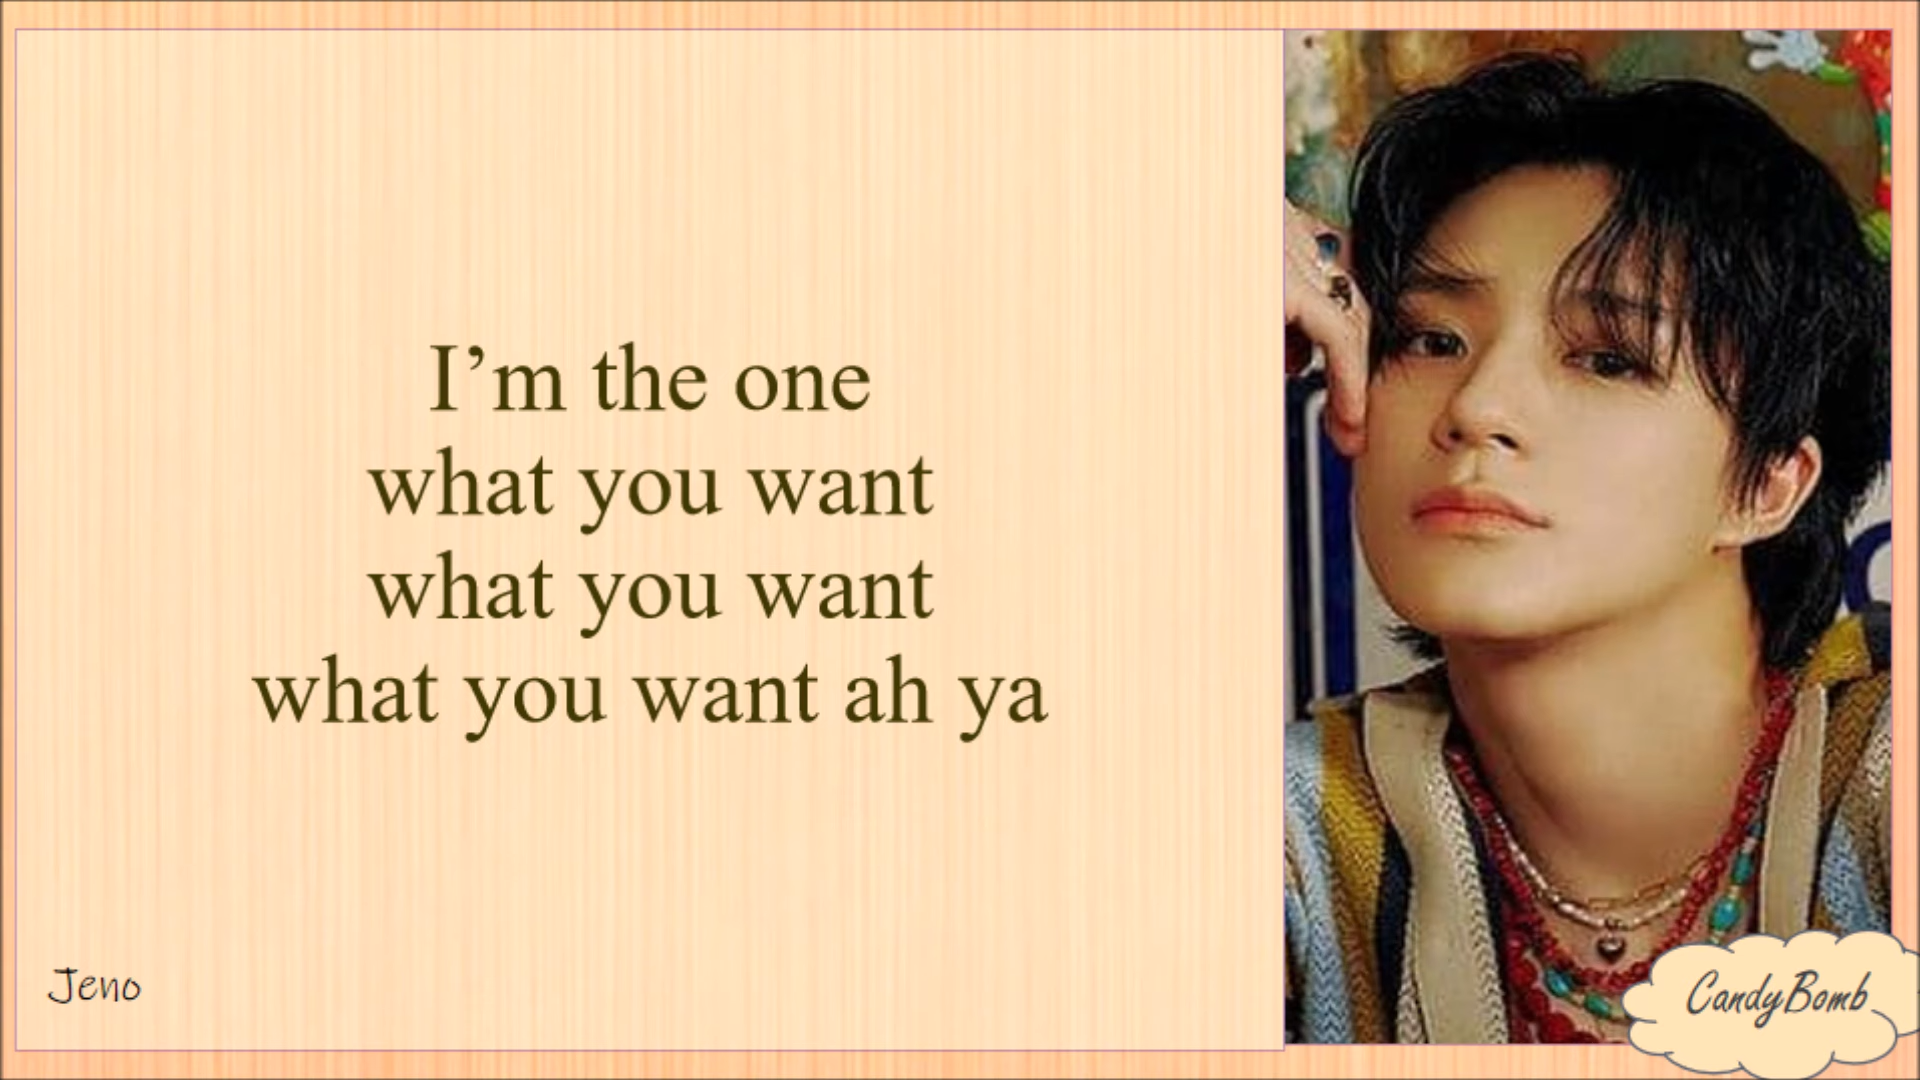 I’m the one
what you want
what you want
what you want ah ya
Jeno
CandyBomb